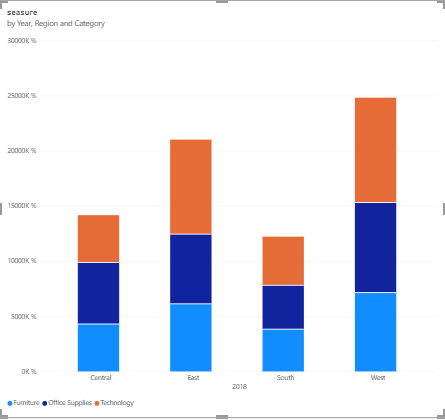 seasure
by Year, Region and Category
30000K %
25000K %
20000K %
15000K %
10000K %
5000K %
0K %
Central East South West
2018
Furniture Office Supplies Technology